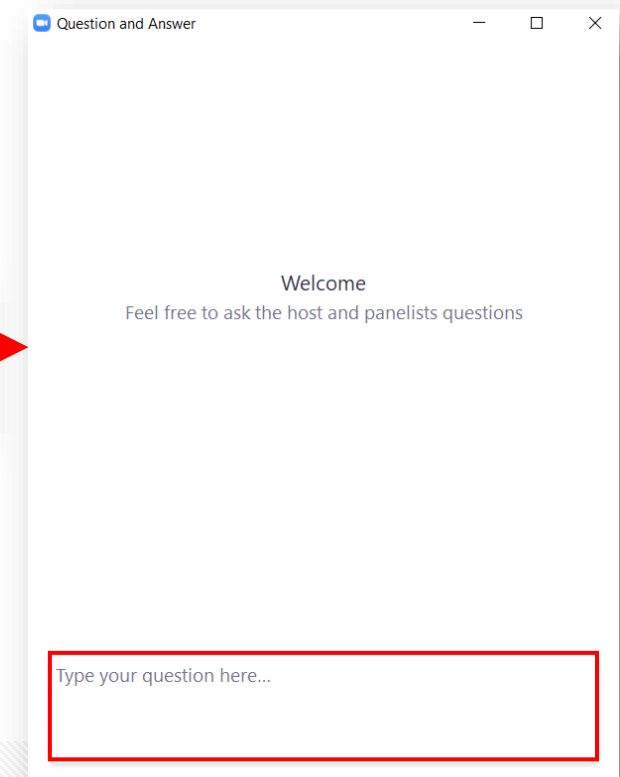 Question and Answer
Welcome
Feel free to ask the host and panelists questions
Type your question here...